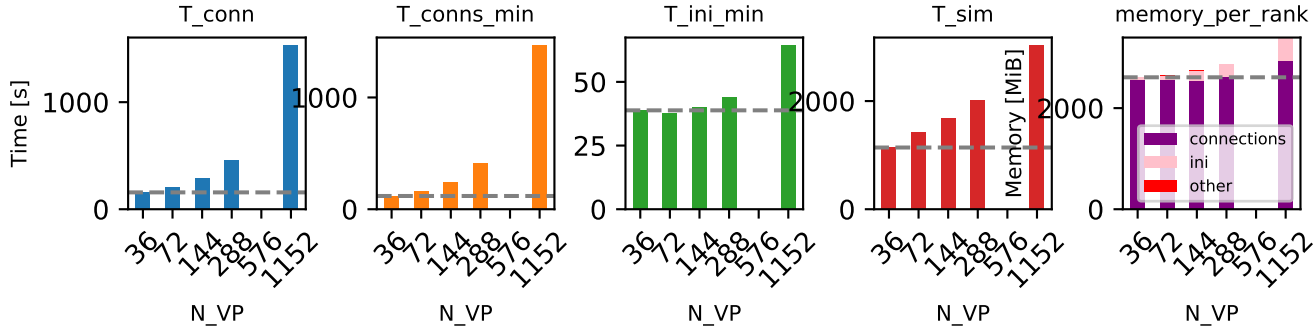 T_conn
T_conns_min
T_ini_min
T_sim
memory_per_rank
Time [s]
1000
0
36
72
144
288
576
1152
N_VP
1000
0
36
72
144
288
576
1152
N_VP
50
25
0
36
72
144
288
576
1152
N_VP
2000
0
36
72
144
288
576
1152
N_VP
Memory [MiB]
2000
0
connections
ini
other
36
72
144
288
576
1152
N_VP